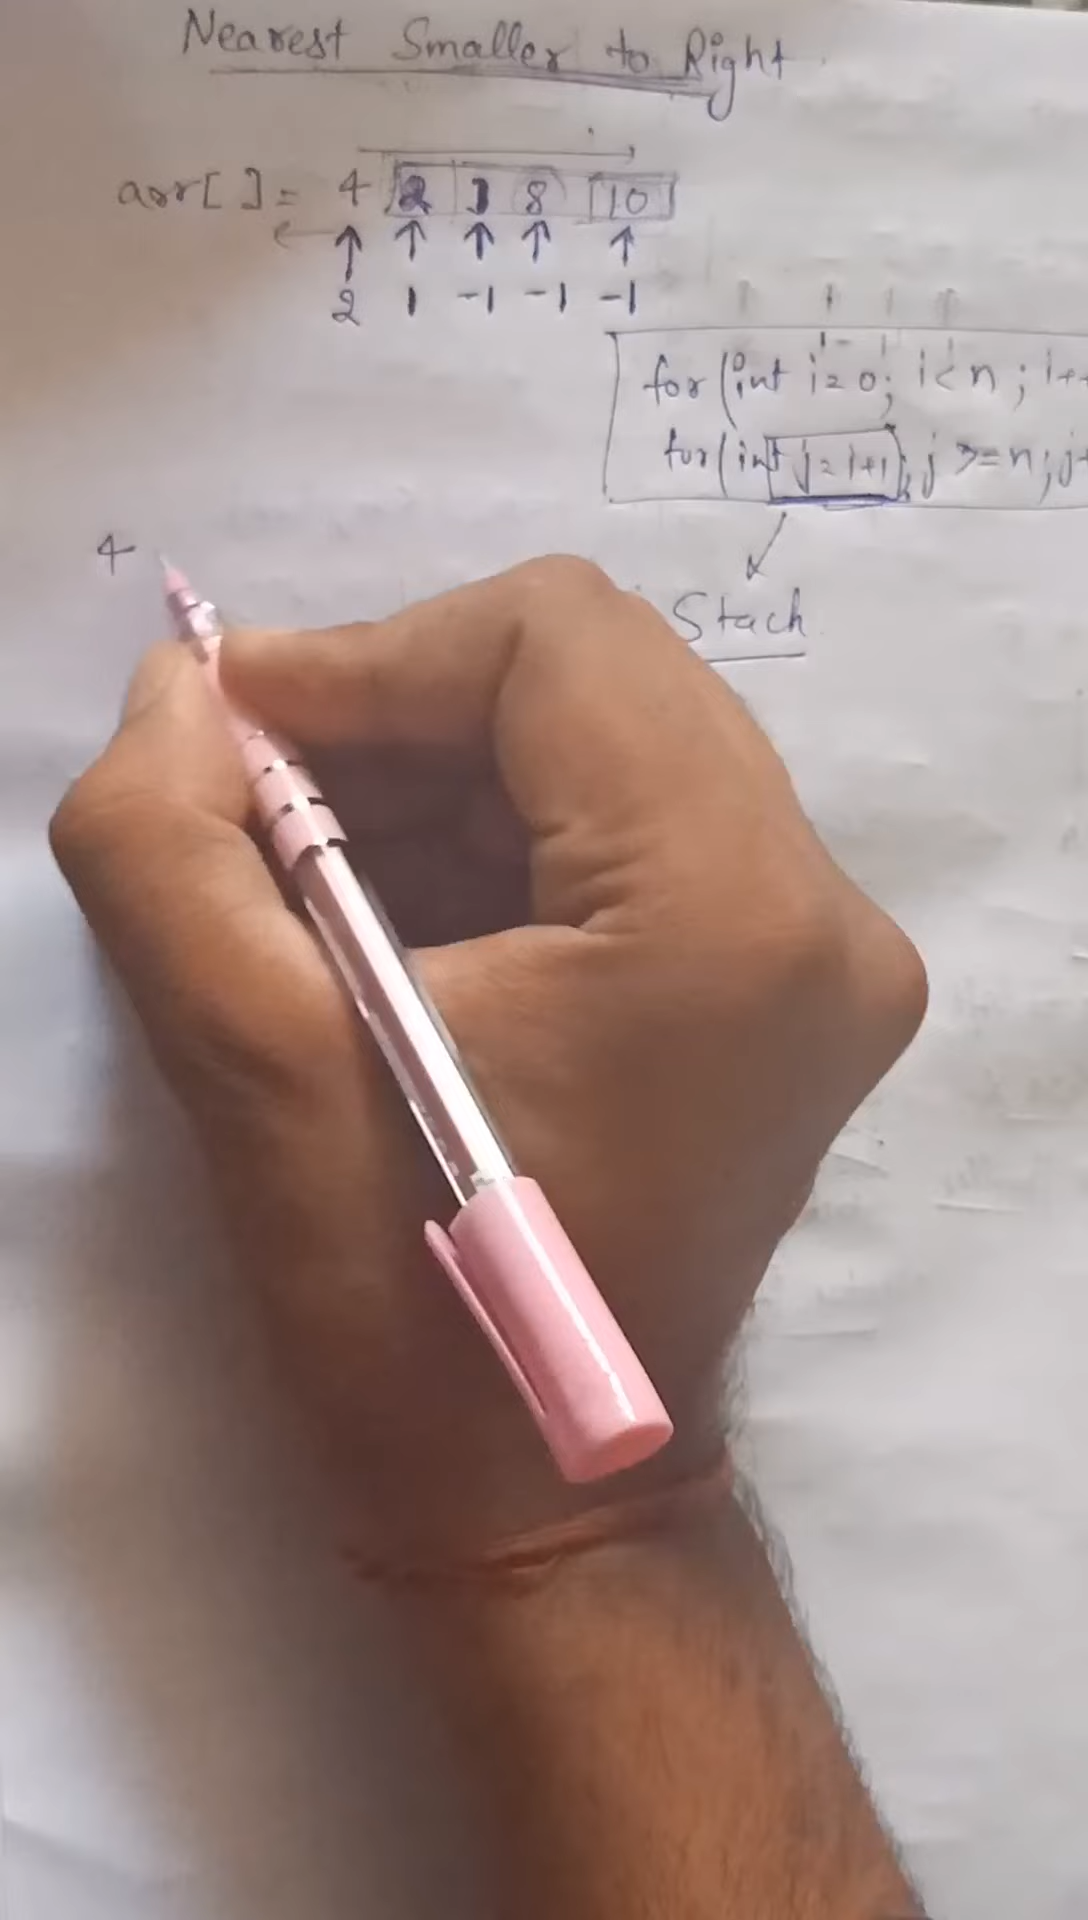 Nearest Smaller to Right
arr[ ] = 4 2 1 8 10
2 1 -1 -1 -1
for (int i=0; i<n; i++
for (int j=i+1; j>=n; j+
Stack
4